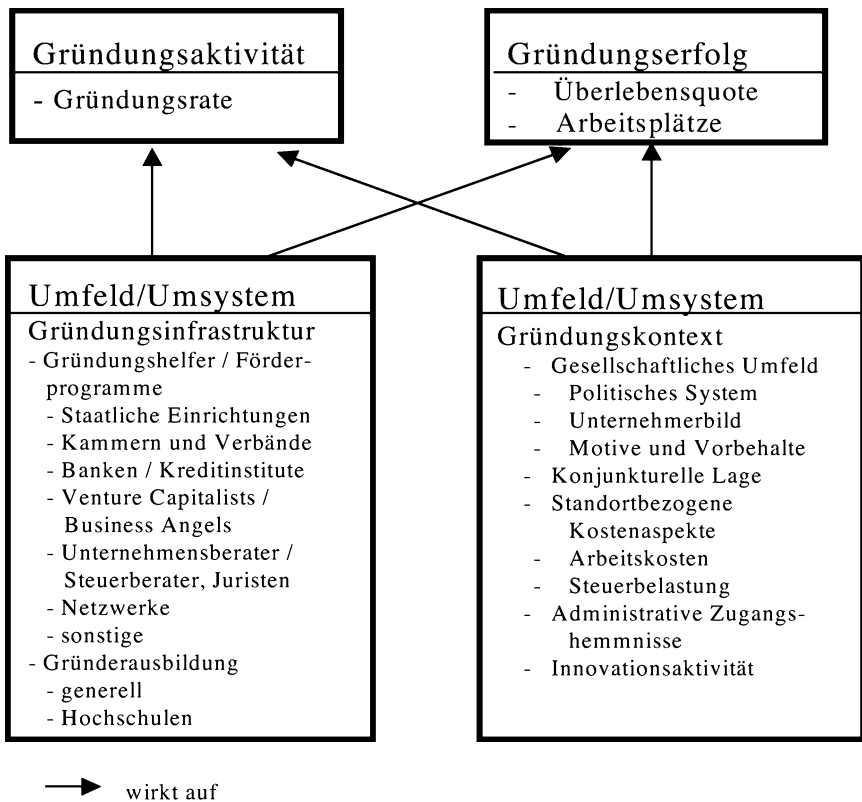 Gründungsaktivität
- Gründungsrate
Gründungserfolg
- Überlebensquote
- Arbeitsplätze
Umfeld/Umsystem
Gründungsinfrastruktur
- Gründungshelfer / Förder-
programme
- Staatliche Einrichtungen
- Kammern und Verbände
- Banken / Kreditinstitute
- Venture Capitalists /
Business Angels
- Unternehmensberater /
Steuerberater, Juristen
- Netzwerke
- sonstige
- Gründerausbildung
- generell
- Hochschulen
Umfeld/Umsystem
Gründungskontext
- Gesellschaftliches Umfeld
- Politisches System
- Unternehmerbild
- Motive und Vorbehalte
- Konjunkturelle Lage
- Standortbezogene
Kostenaspekte
- Arbeitskosten
- Steuerbelastung
- Administrative Zugangs-
hemmnisse
- Innovationsaktivität
wirkt auf